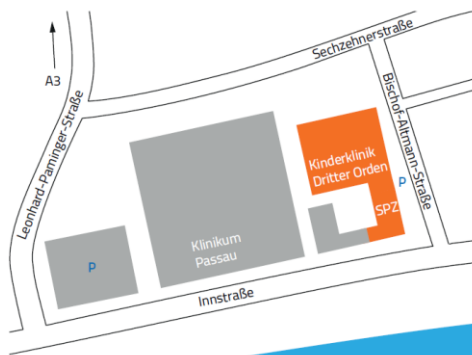 A3
Sechzehnerstraße
Leonhard-Paminger-Straße
Bischof-Altmann-Straße
Kinderklinik
Dritter Orden
P
SPZ
Klinikum
Passau
P
Innstraße